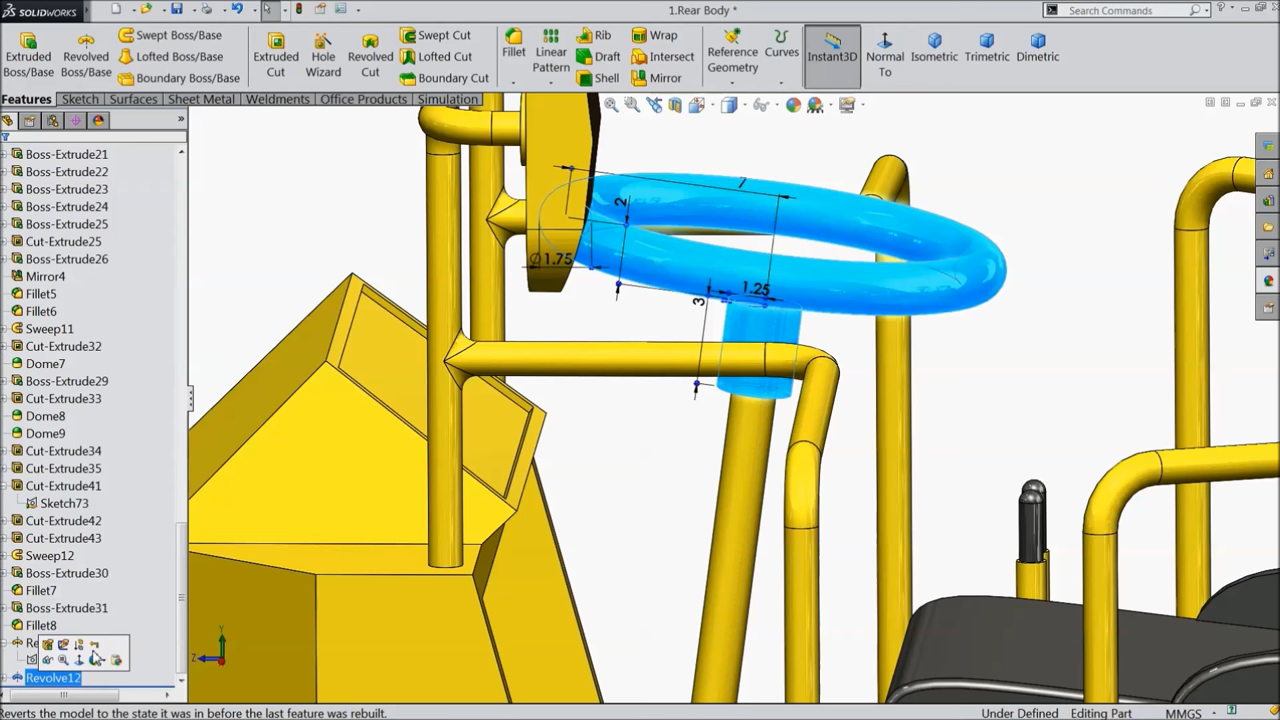 SOLIDWORKS
1.Rear Body *
Search Commands
Extruded Boss/Base
Revolved Boss/Base
Swept Boss/Base
Lofted Boss/Base
Boundary Boss/Base
Extruded Cut
Hole Wizard
Revolved Cut
Swept Cut
Lofted Cut
Boundary Cut
Fillet
Linear Pattern
Rib
Draft
Shell
Wrap
Intersect
Mirror
Reference Geometry
Curves
Instant3D
Normal To
Isometric
Trimetric
Dimetric
Features
Sketch
Surfaces
Sheet Metal
Weldments
Office Products
Simulation
Boss-Extrude21
Boss-Extrude22
Boss-Extrude23
Boss-Extrude24
Boss-Extrude25
Cut-Extrude25
Boss-Extrude26
Mirror4
Fillet5
Fillet6
Sweep11
Cut-Extrude32
Dome7
Boss-Extrude29
Cut-Extrude33
Dome8
Dome9
Cut-Extrude34
Cut-Extrude35
Cut-Extrude41
Sketch73
Cut-Extrude42
Cut-Extrude43
Sweep12
Boss-Extrude30
Fillet7
Boss-Extrude31
Fillet8
Re
Revolve12
7
2
Ø1.75
1.25
3
Y
Z
Reverts the model to the state it was in before the last feature was rebuilt.
Under Defined
Editing Part
MMGS